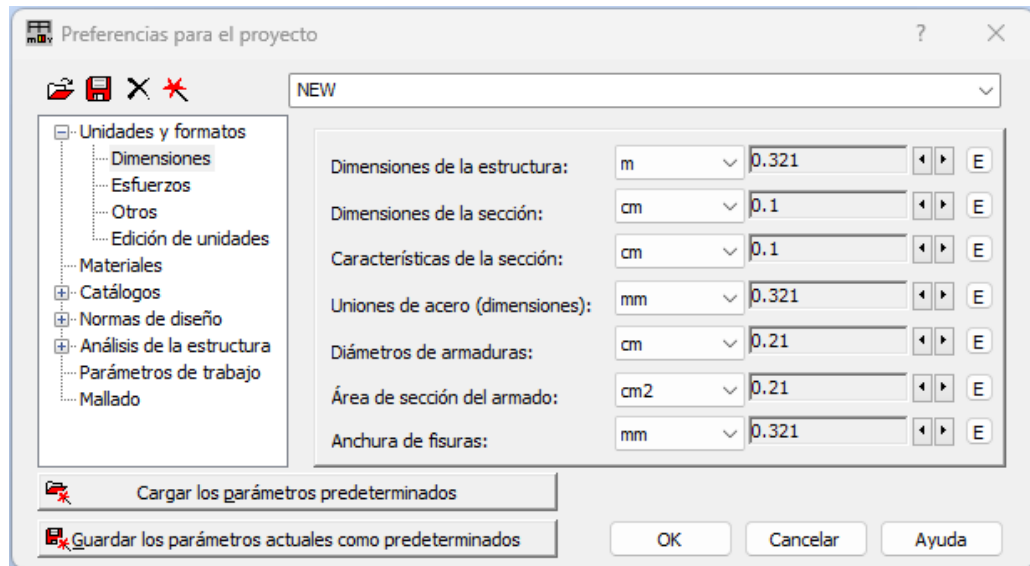 Preferencias para el proyecto
NEW
Unidades y formatos
Dimensiones
Esfuerzos
Otros
Edición de unidades
Materiales
Catálogos
Normas de diseño
Análisis de la estructura
Parámetros de trabajo
Mallado
Dimensiones de la estructura: m 0.321 E
Dimensiones de la sección: cm 0.1 E
Características de la sección: cm 0.1 E
Uniones de acero (dimensiones): mm 0.321 E
Diámetros de armaduras: cm 0.21 E
Área de sección del armado: cm2 0.21 E
Anchura de fisuras: mm 0.321 E
Cargar los parámetros predeterminados
Guardar los parámetros actuales como predeterminados
OK Cancelar Ayuda